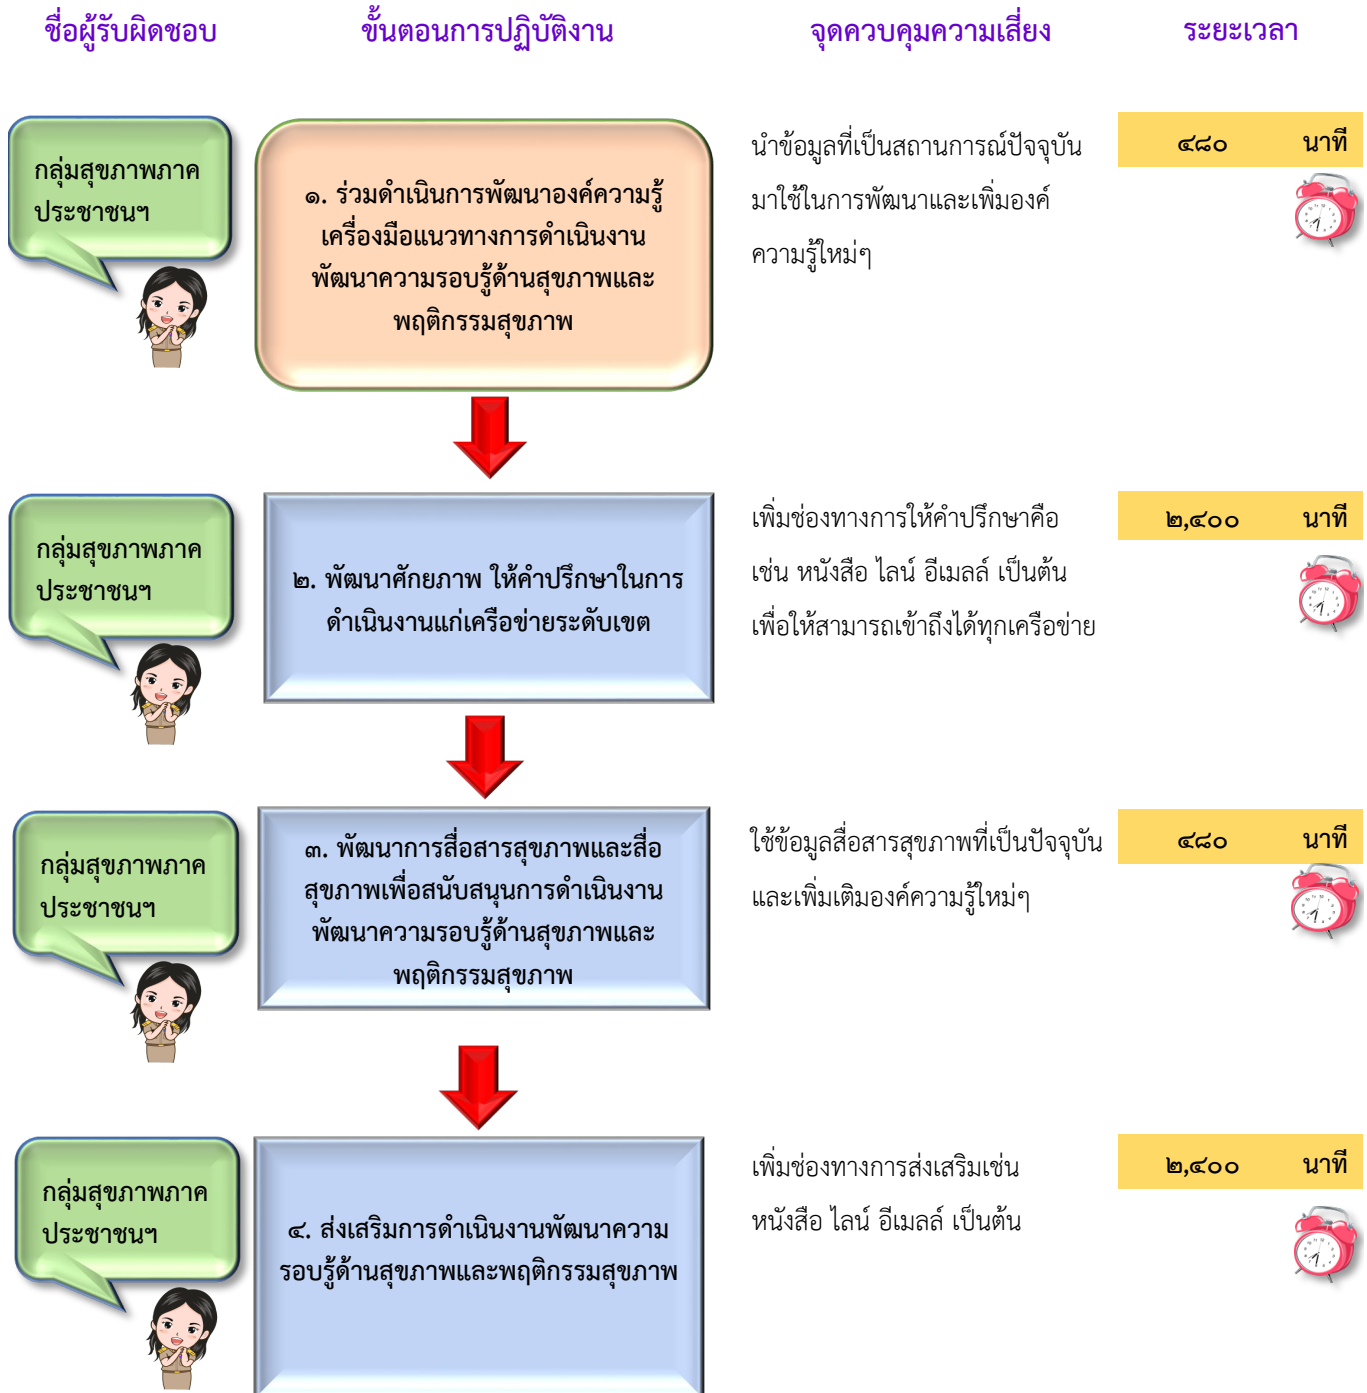 ชื่อผู้รับผิดชอบ ขั้นตอนการปฏิบัติงาน จุดควบคุมความเสี่ยง ระยะเวลา
กลุ่มสุขภาพภาค
ประชาชนฯ
๑. ร่วมดำเนินการพัฒนาองค์ความรู้
เครื่องมือแนวทางการดำเนินงาน
พัฒนาความรอบรู้ด้านสุขภาพและ
พฤติกรรมสุขภาพ
นำข้อมูลที่เป็นสถานการณ์ปัจจุบัน
มาใช้ในการพัฒนาและเพิ่มองค์
ความรู้ใหม่ๆ
๔๘๐ นาที
กลุ่มสุขภาพภาค
ประชาชนฯ
๒. พัฒนาศักยภาพ ให้คำปรึกษาในการ
ดำเนินงานแก่เครือข่ายระดับเขต
เพิ่มช่องทางการให้คำปรึกษาคือ
เช่น หนังสือ ไลน์ อีเมลล์ เป็นต้น
เพื่อให้สามารถเข้าถึงได้ทุกเครือข่าย
๒,๔๐๐ นาที
กลุ่มสุขภาพภาค
ประชาชนฯ
๓. พัฒนาการสื่อสารสุขภาพและสื่อ
สุขภาพเพื่อสนับสนุนการดำเนินงาน
พัฒนาความรอบรู้ด้านสุขภาพและ
พฤติกรรมสุขภาพ
ใช้ข้อมูลสื่อสารสุขภาพที่เป็นปัจจุบัน
และเพิ่มเติมองค์ความรู้ใหม่ๆ
๔๘๐ นาที
กลุ่มสุขภาพภาค
ประชาชนฯ
๔. ส่งเสริมการดำเนินงานพัฒนาความ
รอบรู้ด้านสุขภาพและพฤติกรรมสุขภาพ
เพิ่มช่องทางการส่งเสริมเช่น
หนังสือ ไลน์ อีเมลล์ เป็นต้น
๒,๔๐๐ นาที